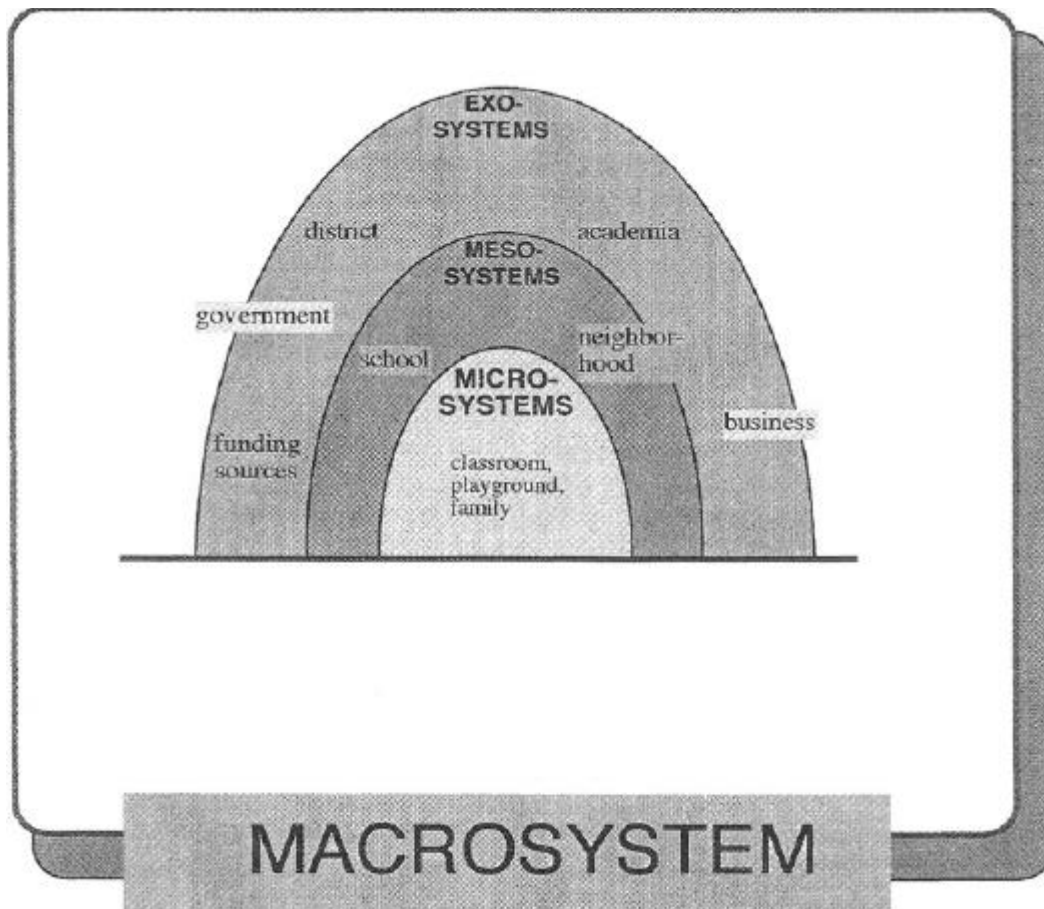 EXO-
SYSTEMS
district
academia
MESO-
SYSTEMS
government
school
neighbor-
hood
MICRO-
SYSTEMS
business
funding
sources
classroom,
playground,
family
MACROSYSTEM